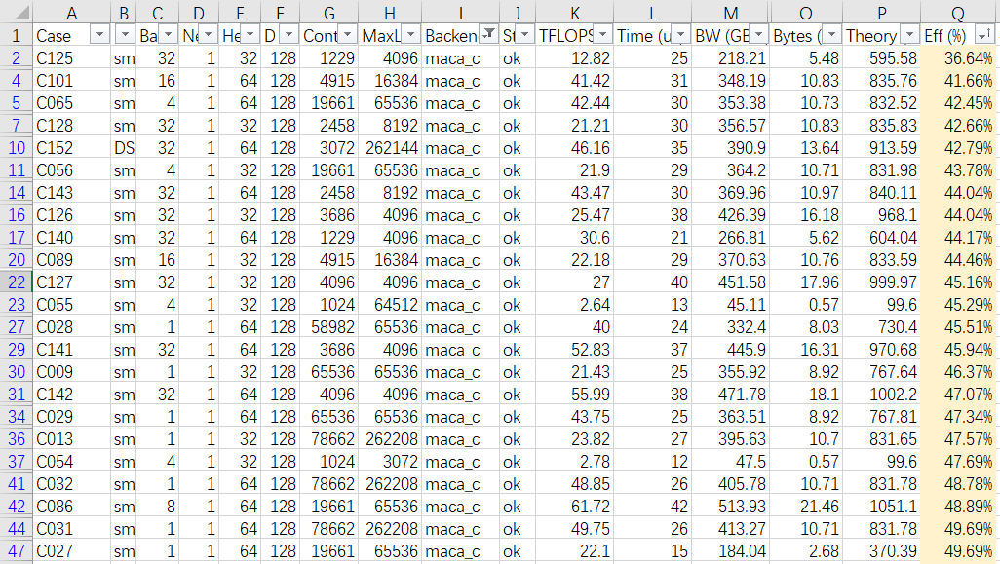 A B C D E F G H I J K L M O P Q
1 Case Ba Ne He D Cont MaxL Backen St TFLOPS Time (u BW (GE Bytes ( Theory Eff (%)
2 C125 sm 32 1 32 128 1229 4096 maca_c ok 12.82 25 218.21 5.48 595.58 36.64%
4 C101 sm 16 1 64 128 4915 16384 maca_c ok 41.42 31 348.19 10.83 835.76 41.66%
5 C065 sm 4 1 64 128 19661 65536 maca_c ok 42.44 30 353.38 10.73 832.52 42.45%
7 C128 sm 32 1 32 128 2458 8192 maca_c ok 21.21 30 356.57 10.83 835.83 42.66%
10 C152 DS 32 1 64 128 3072 262144 maca_c ok 46.16 35 390.9 13.64 913.59 42.79%
11 C056 sm 4 1 32 128 19661 65536 maca_c ok 21.9 29 364.2 10.71 831.98 43.78%
14 C143 sm 32 1 64 128 2458 8192 maca_c ok 43.47 30 369.96 10.97 840.11 44.04%
16 C126 sm 32 1 32 128 3686 4096 maca_c ok 25.47 38 426.39 16.18 968.1 44.04%
17 C140 sm 32 1 64 128 1229 4096 maca_c ok 30.6 21 266.81 5.62 604.04 44.17%
20 C089 sm 16 1 32 128 4915 16384 maca_c ok 22.18 29 370.63 10.76 833.59 44.46%
22 C127 sm 32 1 32 128 4096 4096 maca_c ok 27 40 451.58 17.96 999.97 45.16%
23 C055 sm 4 1 32 128 1024 64512 maca_c ok 2.64 13 45.11 0.57 99.6 45.29%
27 C028 sm 1 1 64 128 58982 65536 maca_c ok 40 24 332.4 8.03 730.4 45.51%
29 C141 sm 32 1 64 128 3686 4096 maca_c ok 52.83 37 445.9 16.31 970.68 45.94%
30 C009 sm 1 1 32 128 65536 65536 maca_c ok 21.43 25 355.92 8.92 767.64 46.37%
31 C142 sm 32 1 64 128 4096 4096 maca_c ok 55.99 38 471.78 18.1 1002.2 47.07%
34 C029 sm 1 1 64 128 65536 65536 maca_c ok 43.75 25 363.51 8.92 767.81 47.34%
36 C013 sm 1 1 32 128 78662 262208 maca_c ok 23.82 27 395.63 10.7 831.65 47.57%
37 C054 sm 4 1 32 128 1024 3072 maca_c ok 2.78 12 47.5 0.57 99.6 47.69%
41 C032 sm 1 1 64 128 78662 262208 maca_c ok 48.85 26 405.78 10.71 831.78 48.78%
42 C086 sm 8 1 64 128 19661 65536 maca_c ok 61.72 42 513.93 21.46 1051.1 48.89%
44 C031 sm 1 1 64 128 78662 262208 maca_c ok 49.75 26 413.27 10.71 831.78 49.69%
47 C027 sm 1 1 64 128 19661 65536 maca_c ok 22.1 15 184.04 2.68 370.39 49.69%